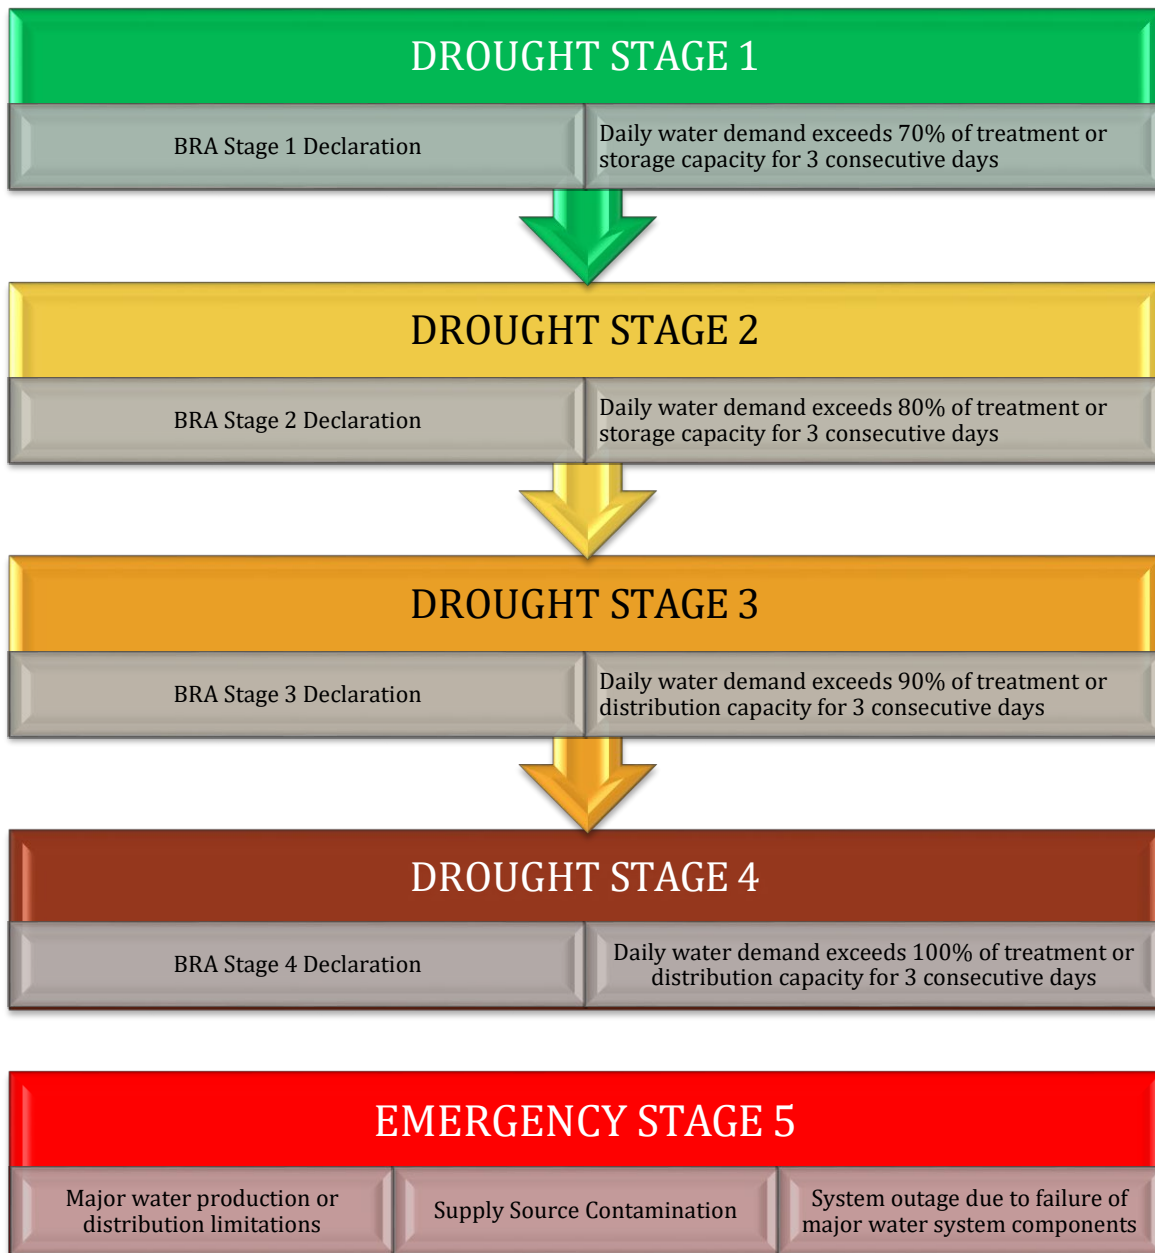 DROUGHT STAGE 1
BRA Stage 1 Declaration
Daily water demand exceeds 70% of treatment or
storage capacity for 3 consecutive days
DROUGHT STAGE 2
BRA Stage 2 Declaration
Daily water demand exceeds 80% of treatment or
storage capacity for 3 consecutive days
DROUGHT STAGE 3
BRA Stage 3 Declaration
Daily water demand exceeds 90% of treatment or
distribution capacity for 3 consecutive days
DROUGHT STAGE 4
BRA Stage 4 Declaration
Daily water demand exceeds 100% of treatment or
distribution capacity for 3 consecutive days
EMERGENCY STAGE 5
Major water production or
distribution limitations
Supply Source Contamination
System outage due to failure of
major water system components